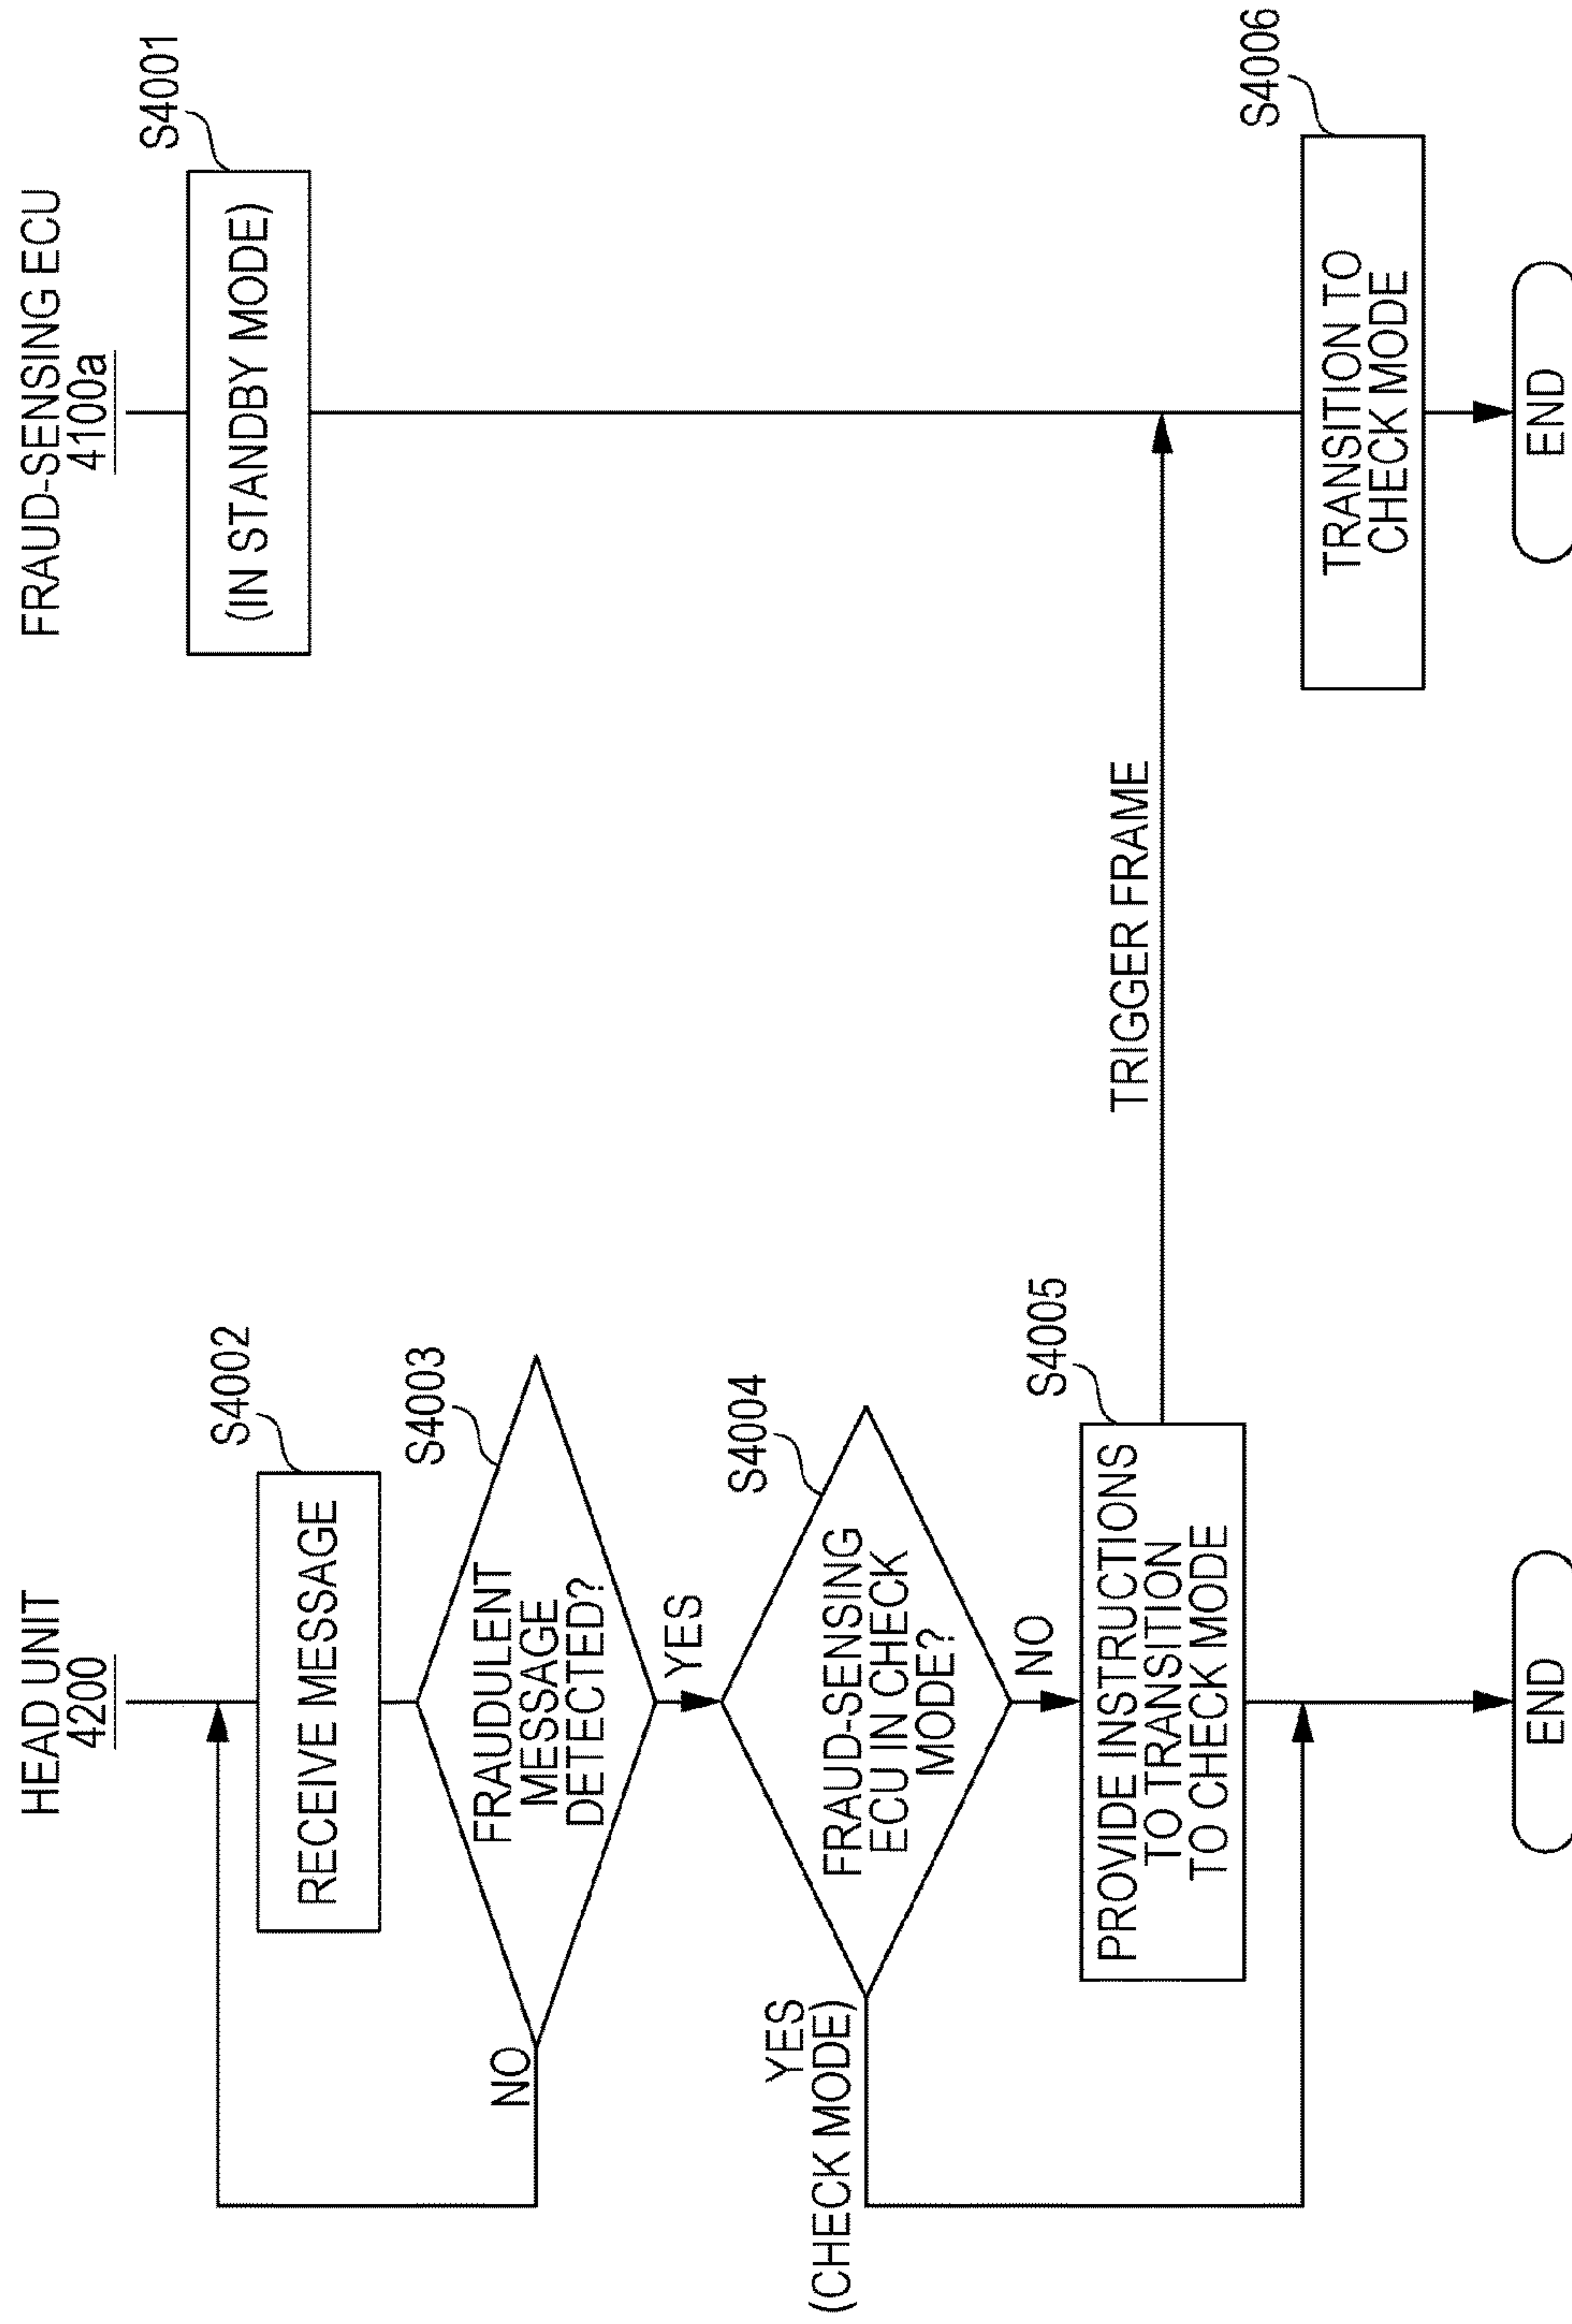 HEAD UNIT
4200
FRAUD-SENSING ECU
4100a
S4001
(IN STANDBY MODE)
S4002
RECEIVE MESSAGE
S4003
FRAUDULENT
MESSAGE
DETECTED?
NO
YES
S4004
FRAUD-SENSING
ECU IN CHECK
MODE?
YES
(CHECK MODE)
NO
S4005
PROVIDE INSTRUCTIONS
TO TRANSITION
TO CHECK MODE
TRIGGER FRAME
S4006
TRANSITION TO
CHECK MODE
END
END